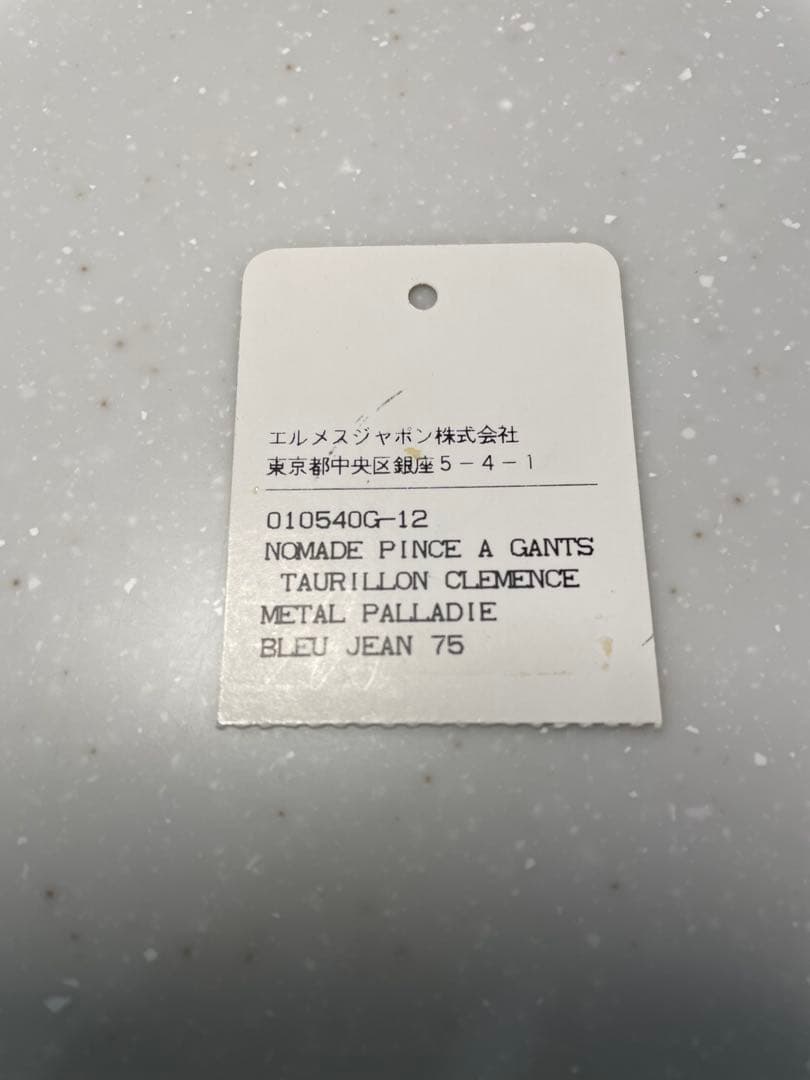 エルメスジャポン株式会社
東京都中央区銀座5-4-1
010540G-12
NOMADE PINCE A GANTS
TAURILLON CLEMENCE
METAL PALLADIE
BLEU JEAN 75